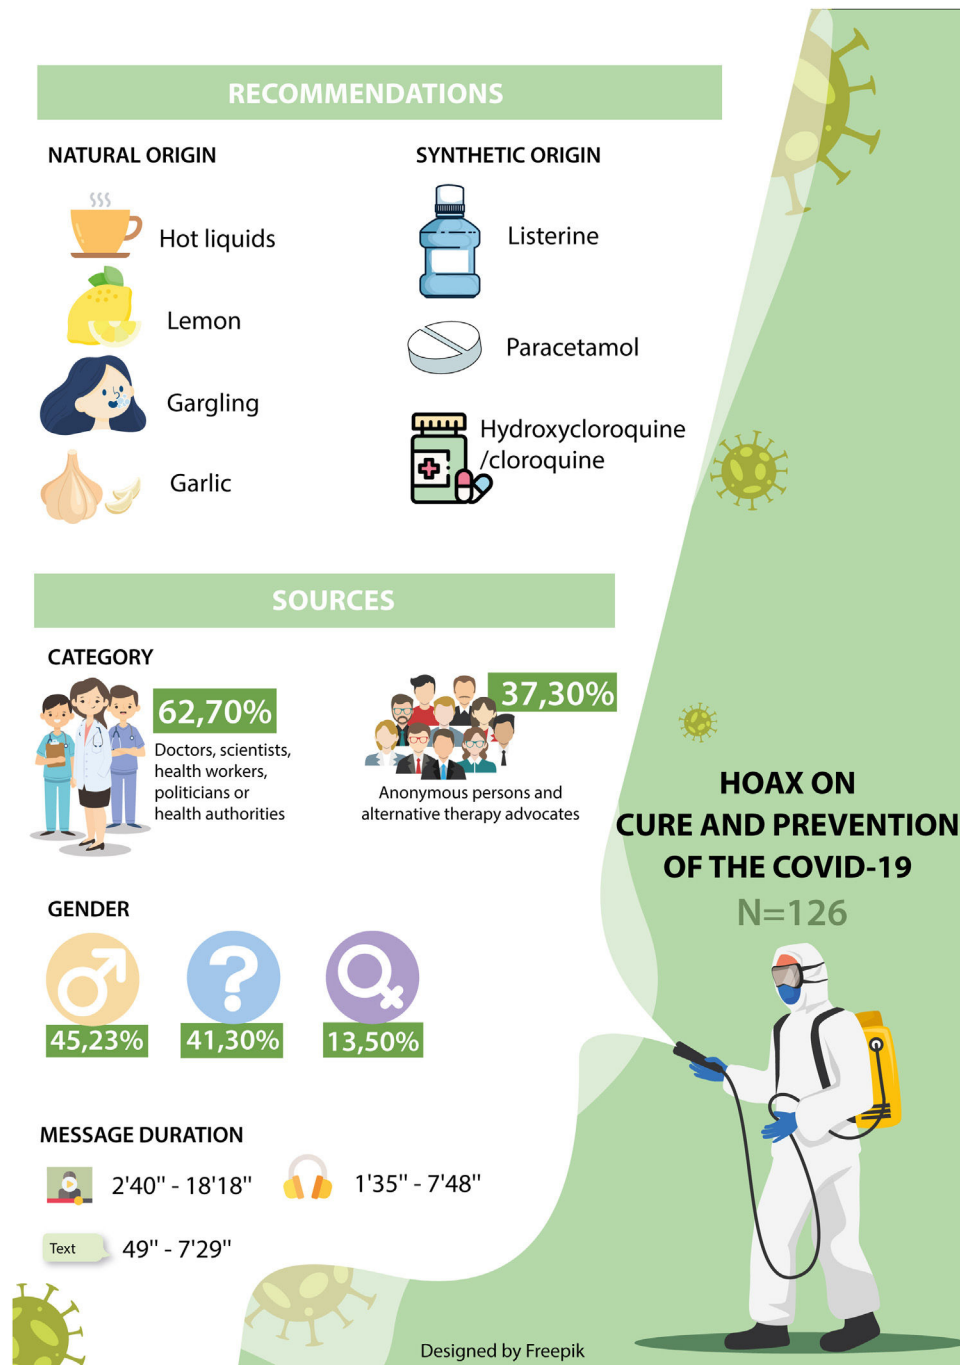 RECOMMENDATIONS
NATURAL ORIGIN
Hot liquids
Lemon
Gargling
Garlic
SYNTHETIC ORIGIN
Listerine
Paracetamol
Hydroxycloroquine
/cloroquine
SOURCES
CATEGORY
62,70%
Doctors, scientists,
health workers,
politicians or
health authorities
37,30%
Anonymous persons and
alternative therapy advocates
GENDER
45,23%
?
41,30%
13,50%
MESSAGE DURATION
2'40" - 18'18"
1'35" - 7'48"
Text
49" - 7'29"
HOAX ON
CURE AND PREVENTION
OF THE COVID-19
N=126
Designed by Freepik